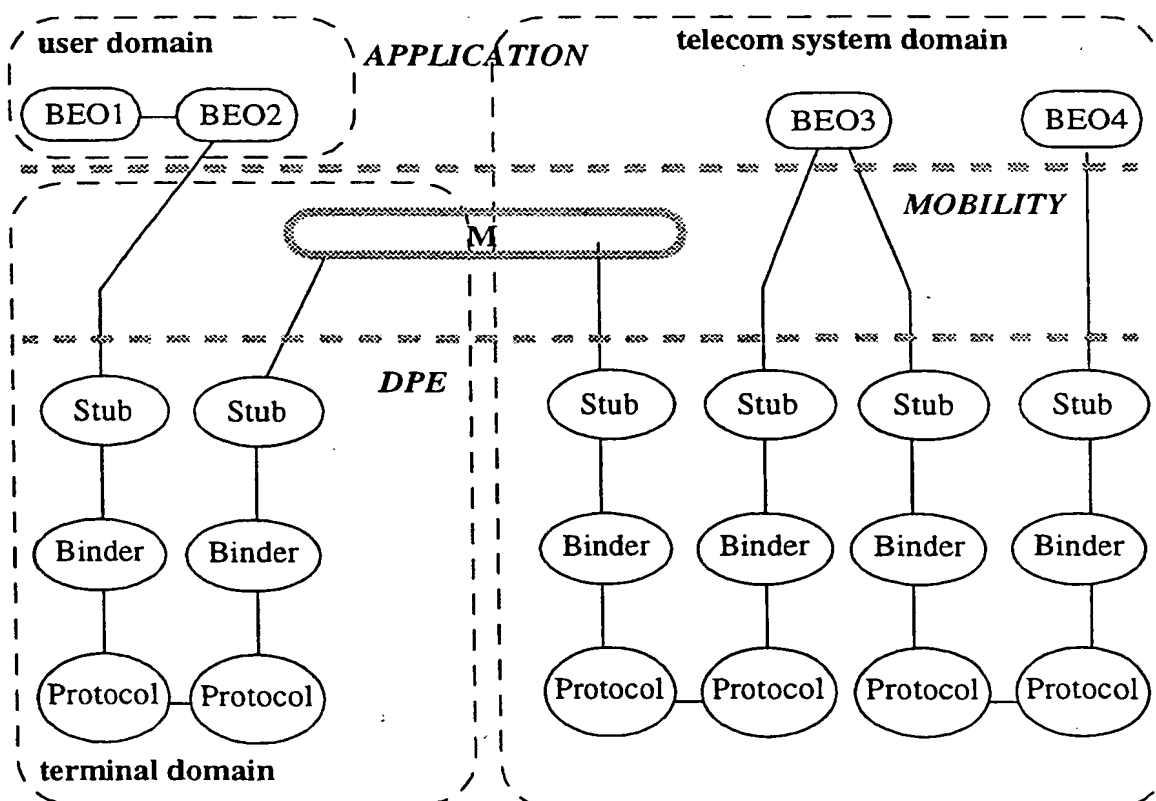 user domain
APPLICATION
telecom system domain
BEO1
BEO2
BEO3
BEO4
MOBILITY
M
DPE
Stub
Stub
Stub
Stub
Stub
Stub
Binder
Binder
Binder
Binder
Binder
Binder
Protocol
Protocol
Protocol
Protocol
Protocol
Protocol
terminal domain